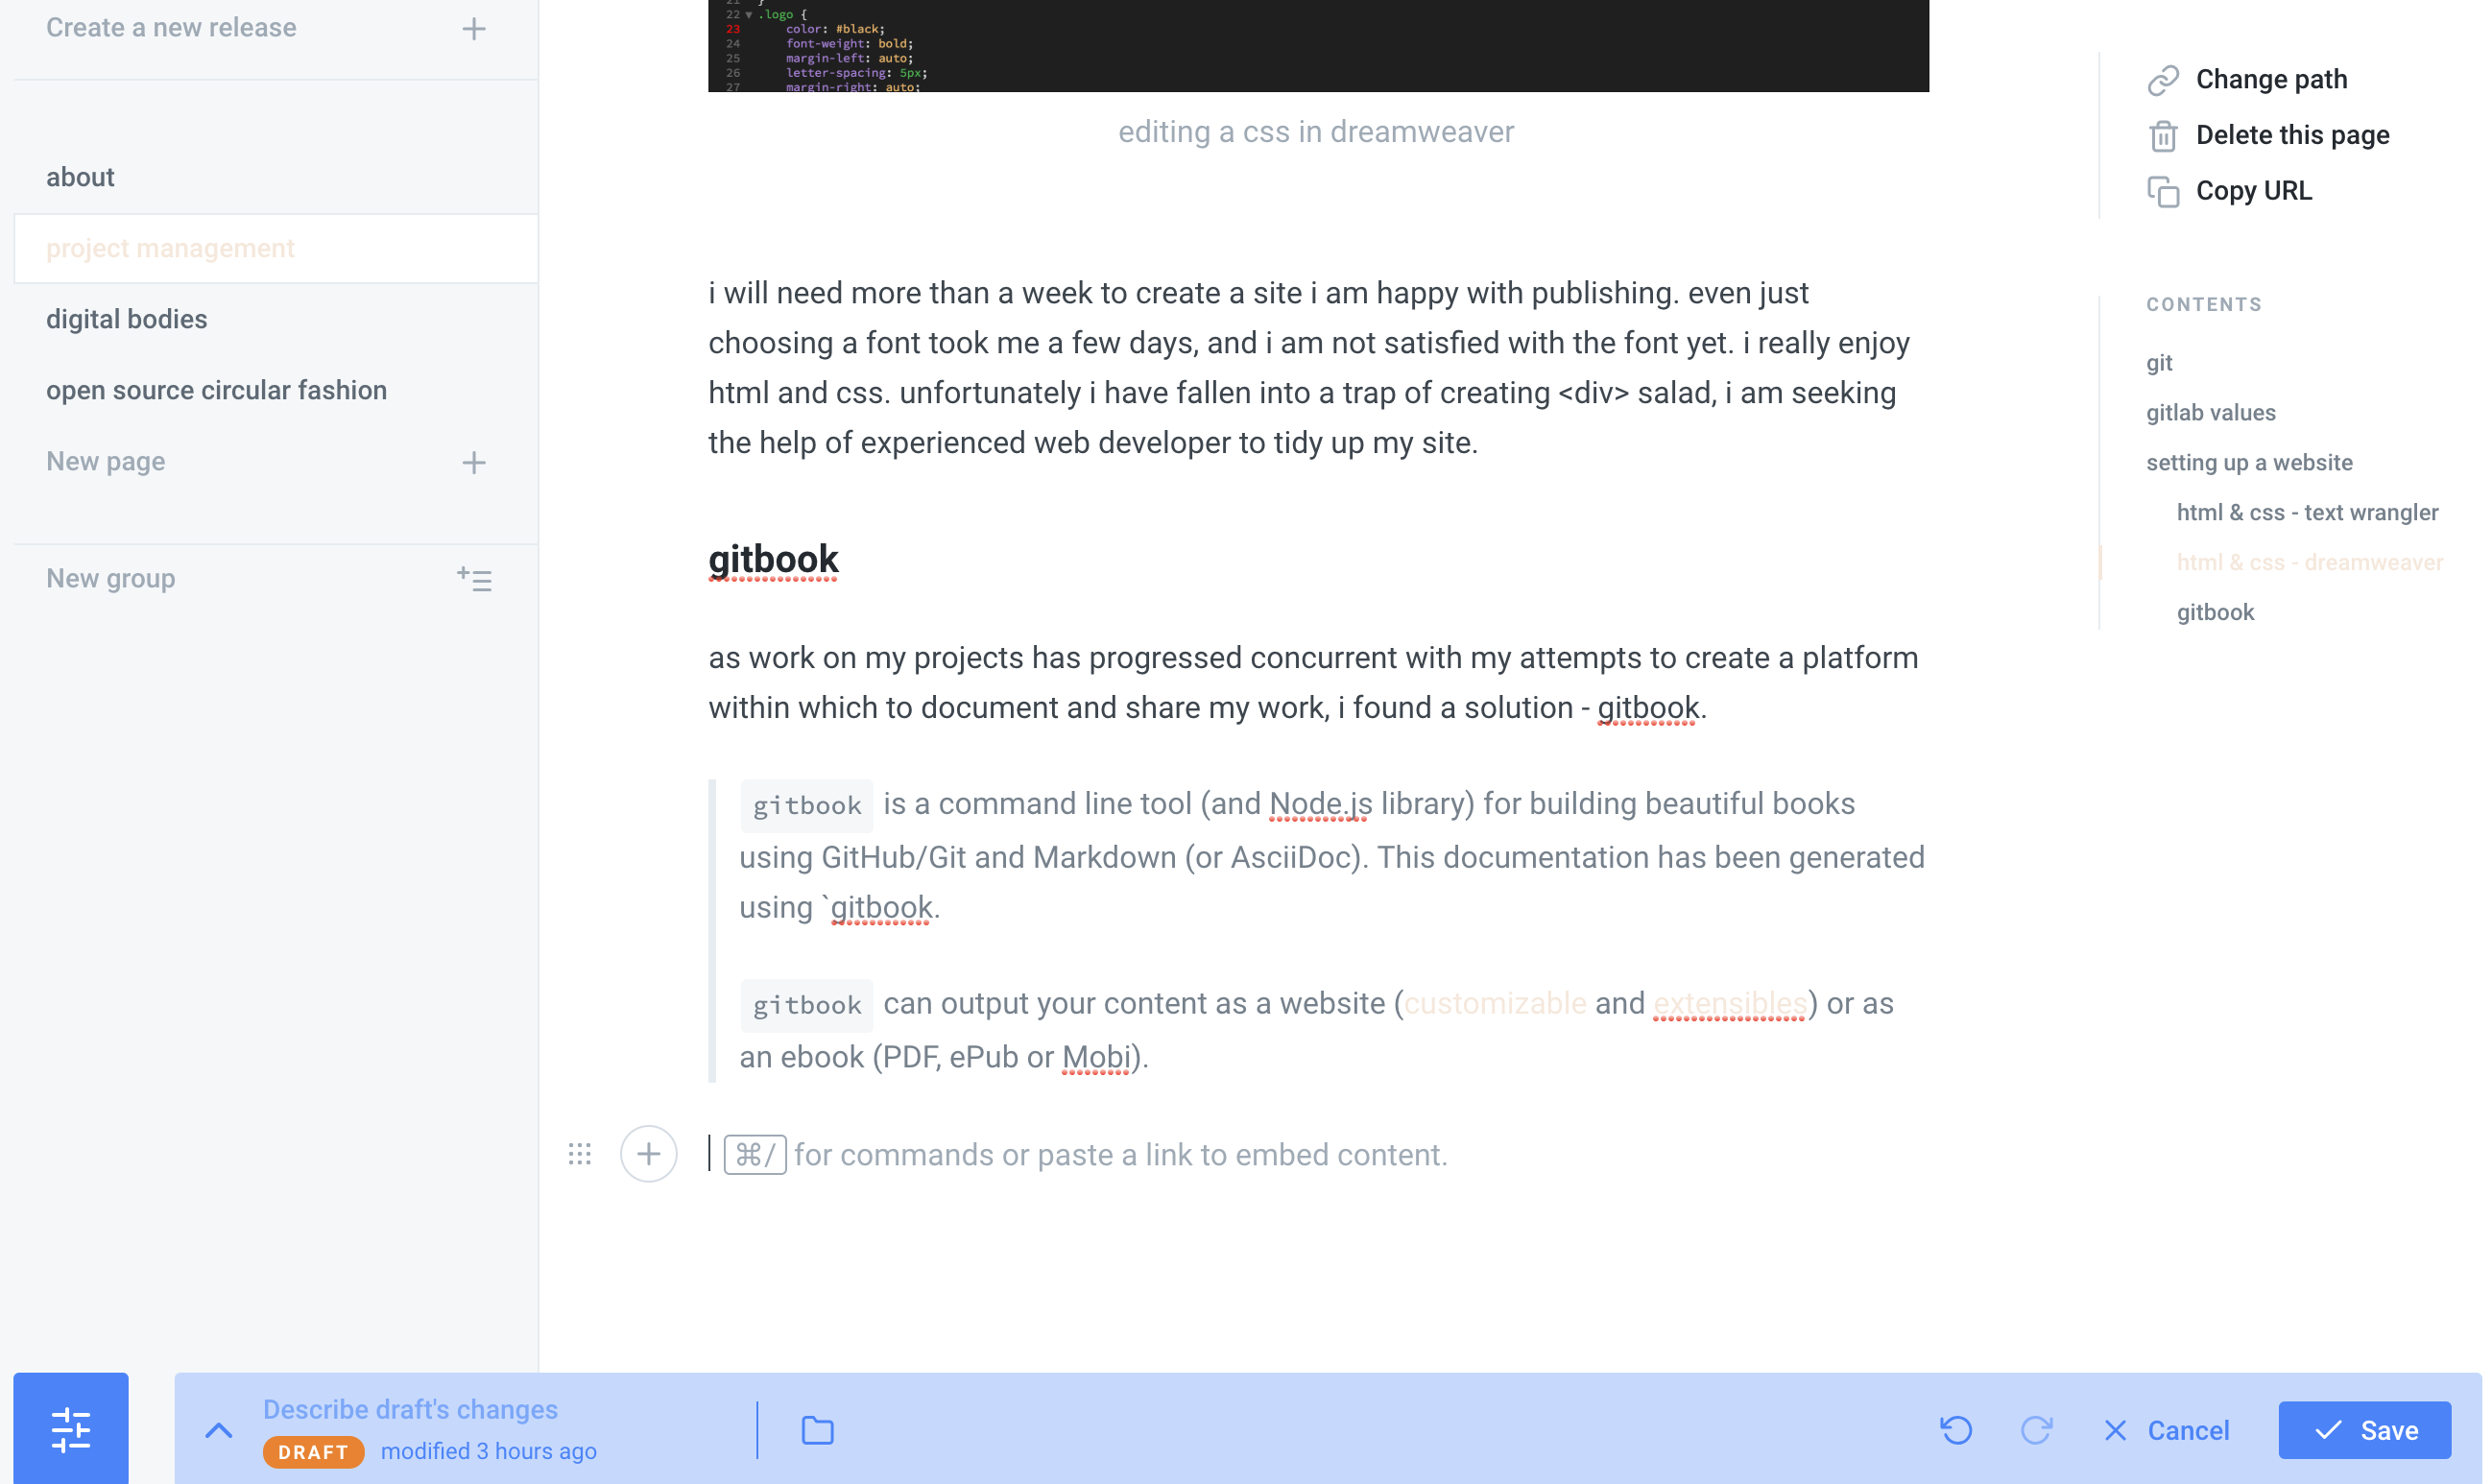 Create a new release
about
project management
digital bodies
open source circular fashion
New page
New group
22 .logo {
23 color: #black;
24 font-weight: bold;
25 margin-left: auto;
26 letter-spacing: 5px;
27 margin-right: auto;
editing a css in dreamweaver
i will need more than a week to create a site i am happy with publishing. even just
choosing a font took me a few days, and i am not satisfied with the font yet. i really enjoy
html and css. unfortunately i have fallen into a trap of creating <div> salad, i am seeking
the help of experienced web developer to tidy up my site.
gitbook
as work on my projects has progressed concurrent with my attempts to create a platform
within which to document and share my work, i found a solution - gitbook.
gitbook is a command line tool (and Node.js library) for building beautiful books
using GitHub/Git and Markdown (or AsciiDoc). This documentation has been generated
using `gitbook.
gitbook can output your content as a website (customizable and extensibles) or as
an ebook (PDF, ePub or Mobi).
⌘/ for commands or paste a link to embed content.
Change path
Delete this page
Copy URL
CONTENTS
git
gitlab values
setting up a website
html & css - text wrangler
html & css - dreamweaver
gitbook
Describe draft's changes
DRAFT modified 3 hours ago
Cancel
Save